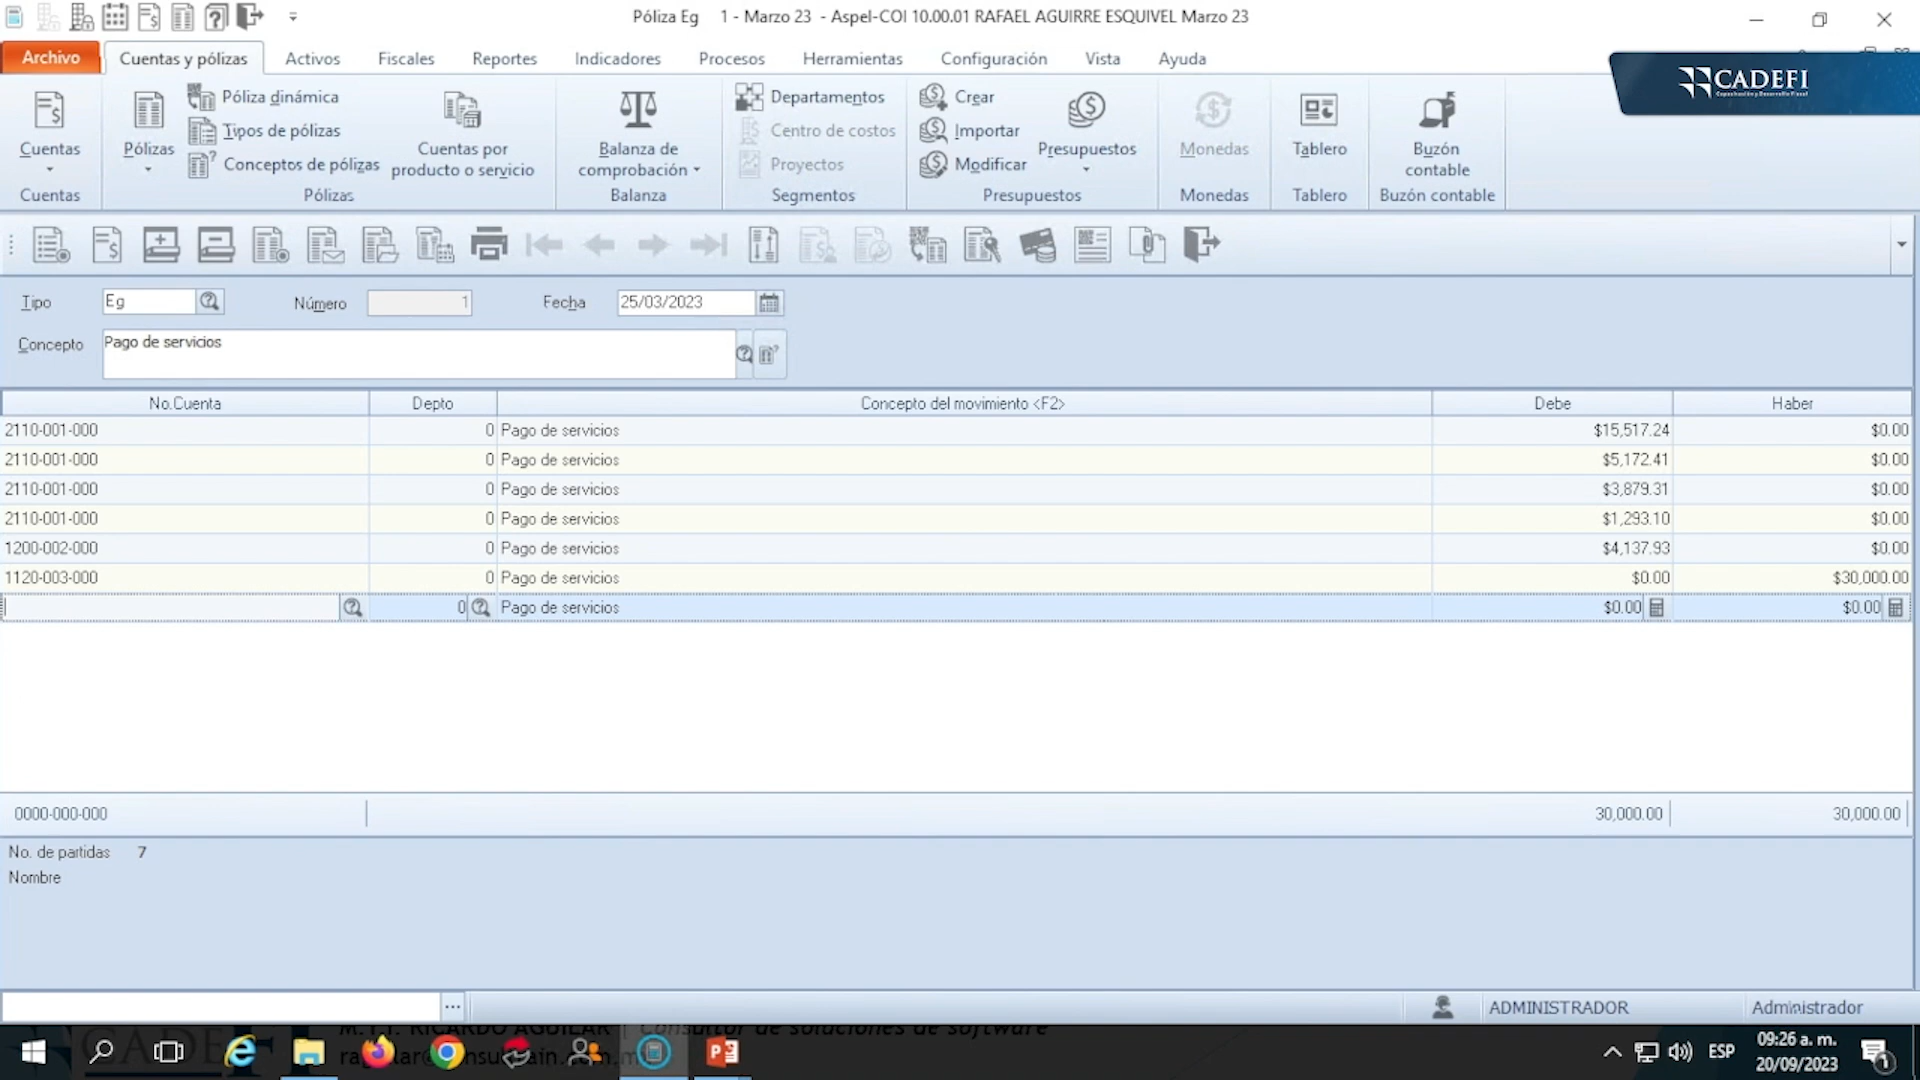 Póliza Eg 1 - Marzo 23 - Aspel-COI 10.00.01 RAFAEL AGUIRRE ESQUIVEL Marzo 23
Archivo Cuentas y pólizas Activos Fiscales Reportes Indicadores Procesos Herramientas Configuración Vista Ayuda
CADEFI
Póliza dinámica Departamentos Crear
Tipos de pólizas Centro de costos Importar
Cuentas Pólizas Cuentas por Balanza de Presupuestos Monedas Tablero Buzón
Conceptos de pólizas producto o servicio comprobación Proyectos Modificar contable
Cuentas Pólizas Balanza Segmentos Presupuestos Monedas Tablero Buzón contable
Tipo Eg Número 1 Fecha 25/03/2023
Concepto Pago de servicios
No.Cuenta Depto Concepto del movimiento <F2> Debe Haber
2110-001-000 0 Pago de servicios $15,517.24 $0.00
2110-001-000 0 Pago de servicios $5,172.41 $0.00
2110-001-000 0 Pago de servicios $3,879.31 $0.00
2110-001-000 0 Pago de servicios $1,293.10 $0.00
1200-002-000 0 Pago de servicios $4,137.93 $0.00
1120-003-000 0 Pago de servicios $0.00 $30,000.00
0 Pago de servicios $0.00 $0.00
0000-000-000 30,000.00 30,000.00
No. de partidas 7
Nombre
... ADMINISTRADOR Administrador
M.T.I. RICARDO AGUILAR | Consultor de soluciones de software
ESP 09:26 a. m.
20/09/2023 1